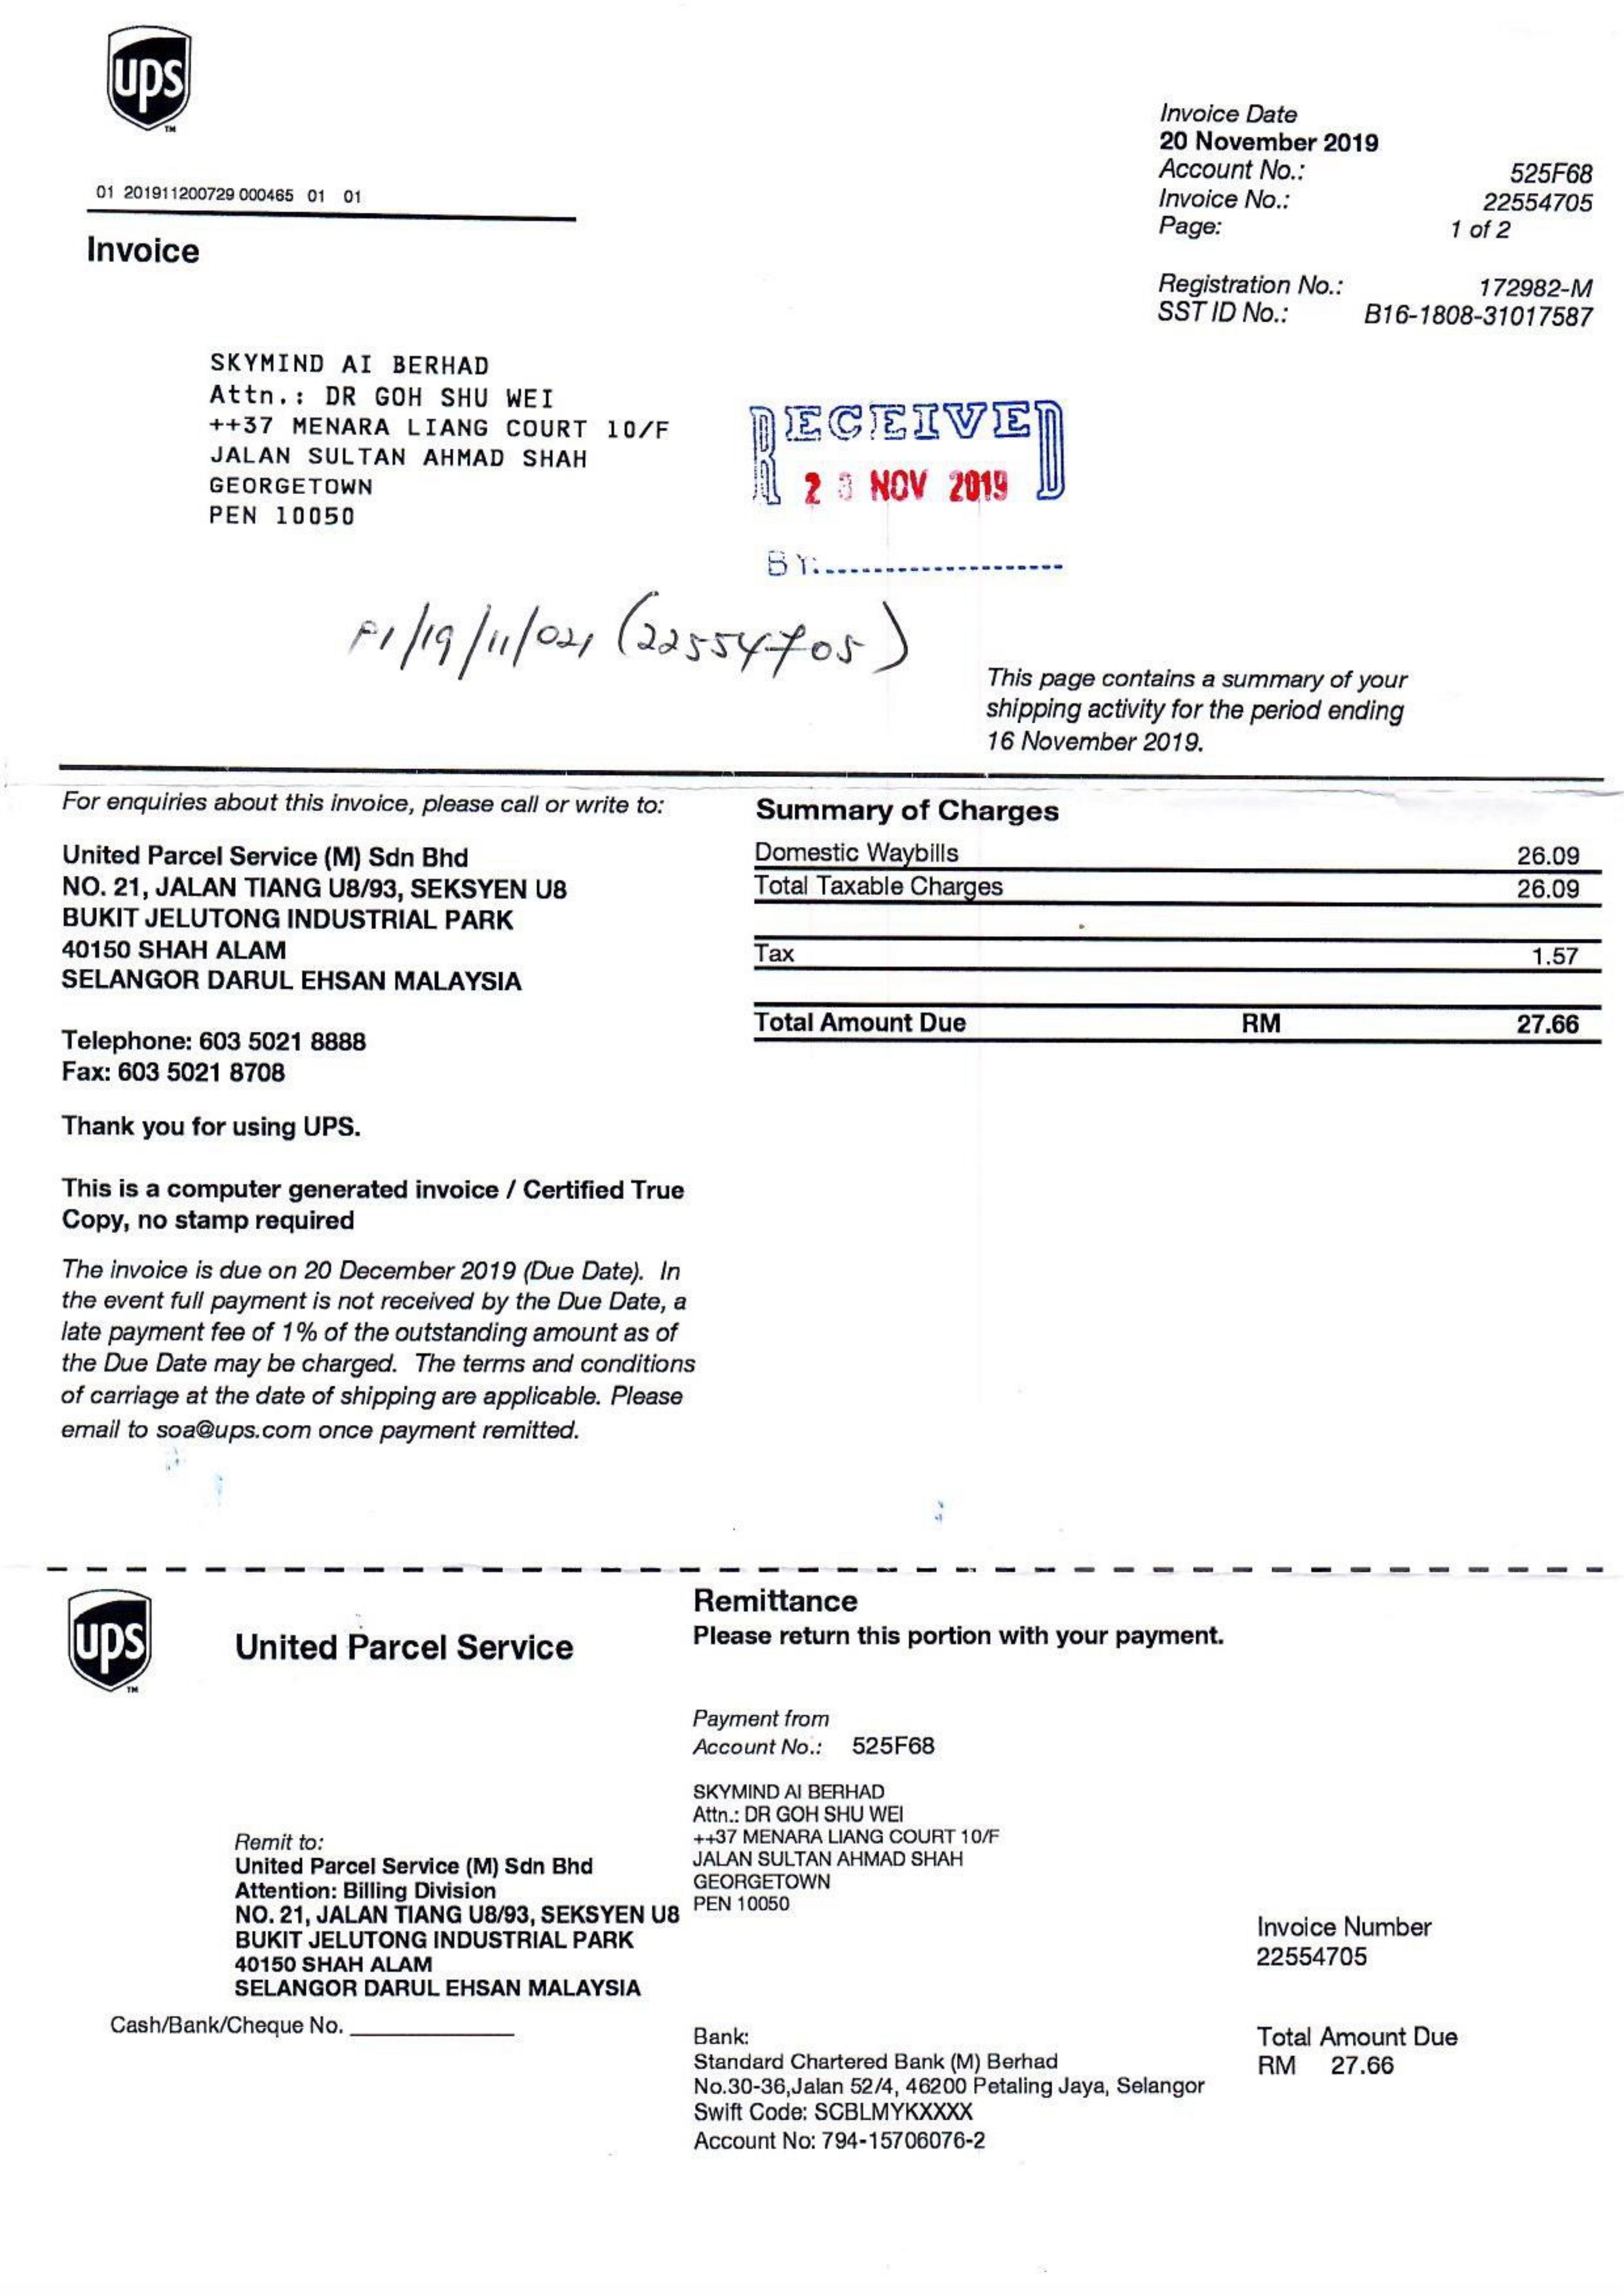 ups
TM
Invoice Date
20 November 2019
Account No.: 525F68
Invoice No.: 22554705
Page: 1 of 2
01 201911200729 000465 01 01
Invoice
Registration No.: 172982-M
SST ID No.: B16-1808-31017587
SKYMIND AI BERHAD
Attn.: DR GOH SHU WEI
++37 MENARA LIANG COURT 10/F
JALAN SULTAN AHMAD SHAH
GEORGETOWN
PEN 10050
RECEIVED
NOV 2019
BY:
(22554705)
This page contains a summary of your
shipping activity for the period ending
16 November 2019.
For enquiries about this invoice, please call or write to:
United Parcel Service (M) Sdn Bhd
NO. 21, JALAN TIANG U8/93, SEKSYEN U8
BUKIT JELUTONG INDUSTRIAL PARK
40150 SHAH ALAM
SELANGOR DARUL EHSAN MALAYSIA
Telephone: 603 5021 8888
Fax: 603 5021 8708
Thank you for using UPS.
This is a computer generated invoice / Certified True
Copy, no stamp required
The invoice is due on 20 December 2019 (Due Date). In
the event full payment is not received by the Due Date, a
late payment fee of 1% of the outstanding amount as of
the Due Date may be charged. The terms and conditions
of carriage at the date of shipping are applicable. Please
email to soa@ups.com once payment remitted.
Summary of Charges
Domestic Waybills 26.09
Total Taxable Charges 26.09
Tax 1.57
Total Amount Due RM 27.66
ups
TM
United Parcel Service
Remittance
Please return this portion with your payment.
Payment from
Account No.: 525F68
SKYMIND AI BERHAD
Attn.: DR GOH SHU WEI
++37 MENARA LIANG COURT 10/F
JALAN SULTAN AHMAD SHAH
GEORGETOWN
PEN 10050
Remit to:
United Parcel Service (M) Sdn Bhd
Attention: Billing Division
NO. 21, JALAN TIANG U8/93, SEKSYEN U8
BUKIT JELUTONG INDUSTRIAL PARK
40150 SHAH ALAM
SELANGOR DARUL EHSAN MALAYSIA
Invoice Number
22554705
Cash/Bank/Cheque No.
Bank:
Standard Chartered Bank (M) Berhad
No.30-36,Jalan 52/4, 46200 Petaling Jaya, Selangor
Swift Code: SCBLMYKXXXX
Account No: 794-15706076-2
Total Amount Due
RM 27.66